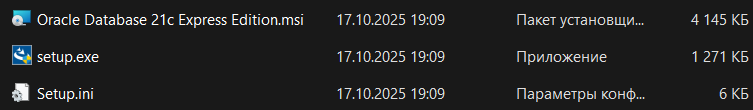 Oracle Database 21c Express Edition.msi 17.10.2025 19:09 Пакет установщи... 4 145 КБ
setup.exe 17.10.2025 19:09 Приложение 1 271 КБ
Setup.ini 17.10.2025 19:09 Параметры конф... 6 КБ